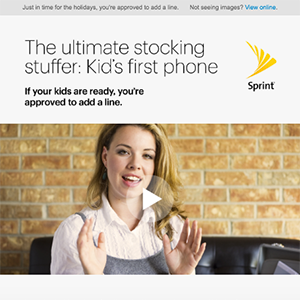 Just in time for the holidays, you're approved to add a line. Not seeing images? View online.
The ultimate stocking
stuffer: Kid's first phone
Sprint
If your kids are ready, you're
approved to add a line.